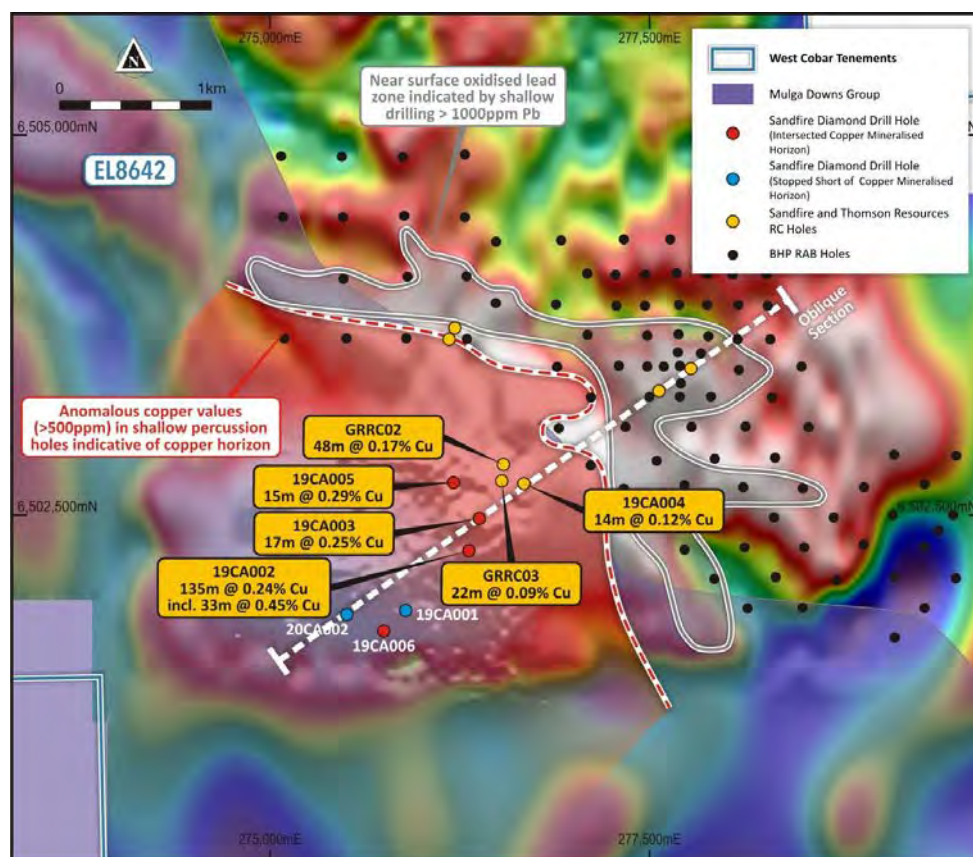 275,000mE
277,500mE
N
0
1km
6,505,000mN
EL8642
Near surface oxidised lead
zone indicated by shallow
drilling > 1000ppm Pb
West Cobar Tenements
Mulga Downs Group
Sandfire Diamond Drill Hole
(Intersected Copper Mineralised
Horizon)
Sandfire Diamond Drill Hole
(Stopped Short of Copper Mineralised
Horizon)
Sandfire and Thomson Resources
RC Holes
BHP RAB Holes
Oblique
Section
Anomalous copper values
(>500ppm) in shallow percussion
holes indicative of copper horizon
GRRC02
48m @ 0.17% Cu
19CA005
15m @ 0.29% Cu
19CA004
14m @ 0.12% Cu
6,502,500mN
6,502,500mN
19CA003
17m @ 0.25% Cu
19CA002
135m @ 0.24% Cu
incl. 33m @ 0.45% Cu
GRRC03
22m @ 0.09% Cu
20CA002
19CA001
19CA006
275,000mE
277,500mE